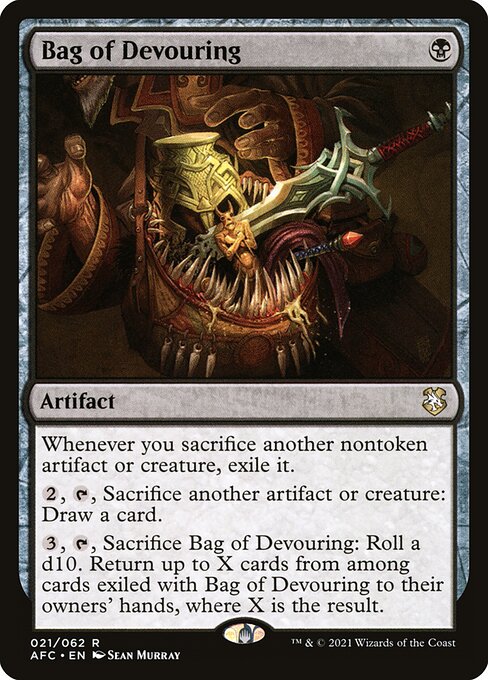 Bag of Devouring
Artifact
Whenever you sacrifice another nontoken
artifact or creature, exile it.
2, , Sacrifice another artifact or creature:
Draw a card.
3, , Sacrifice Bag of Devouring: Roll a
d10. Return up to X cards from among
cards exiled with Bag of Devouring to their
owners' hands, where X is the result.
021/062 R
AFC • EN Sean Murray
™ & © 2021 Wizards of the Coast